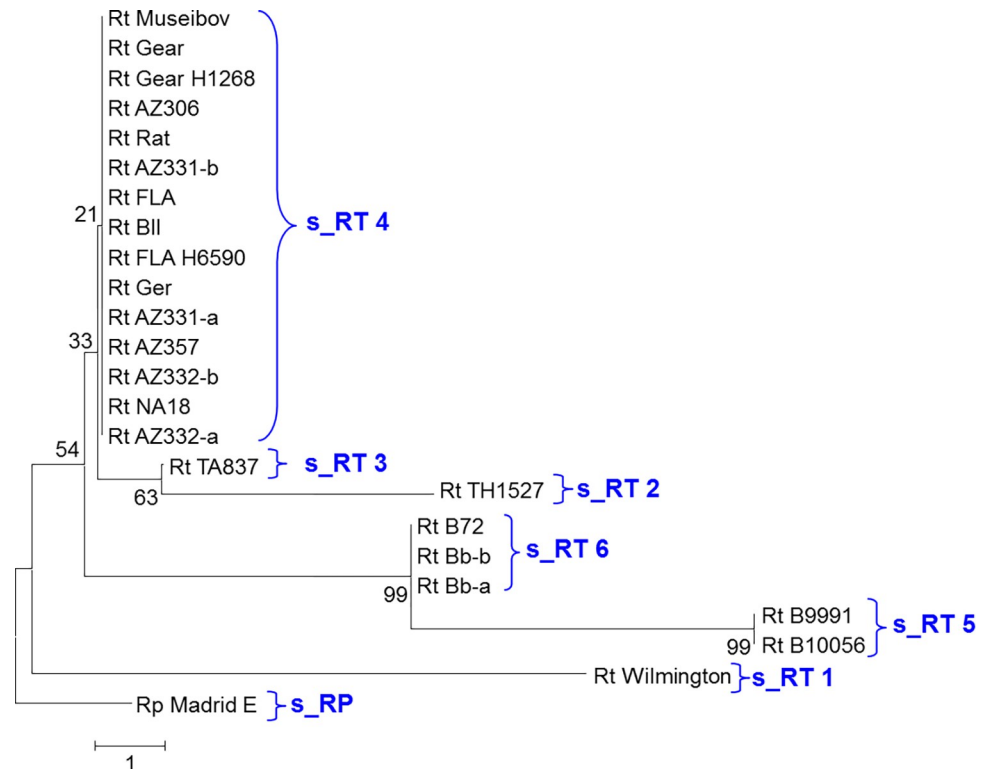 Rt Museibov
Rt Gear
Rt Gear H1268
Rt AZ306
Rt Rat
Rt AZ331-b
Rt FLA
21
Rt BII
s_RT 4
Rt FLA H6590
Rt Ger
Rt AZ331-a
33
Rt AZ357
Rt AZ332-b
Rt NA18
Rt AZ332-a
54
Rt TA837
s_RT 3
63
Rt TH1527
s_RT 2
Rt B72
Rt Bb-b
s_RT 6
Rt Bb-a
99
Rt B9991
s_RT 5
99
Rt B10056
Rt Wilmington
s_RT 1
Rp Madrid E
s_RP
1